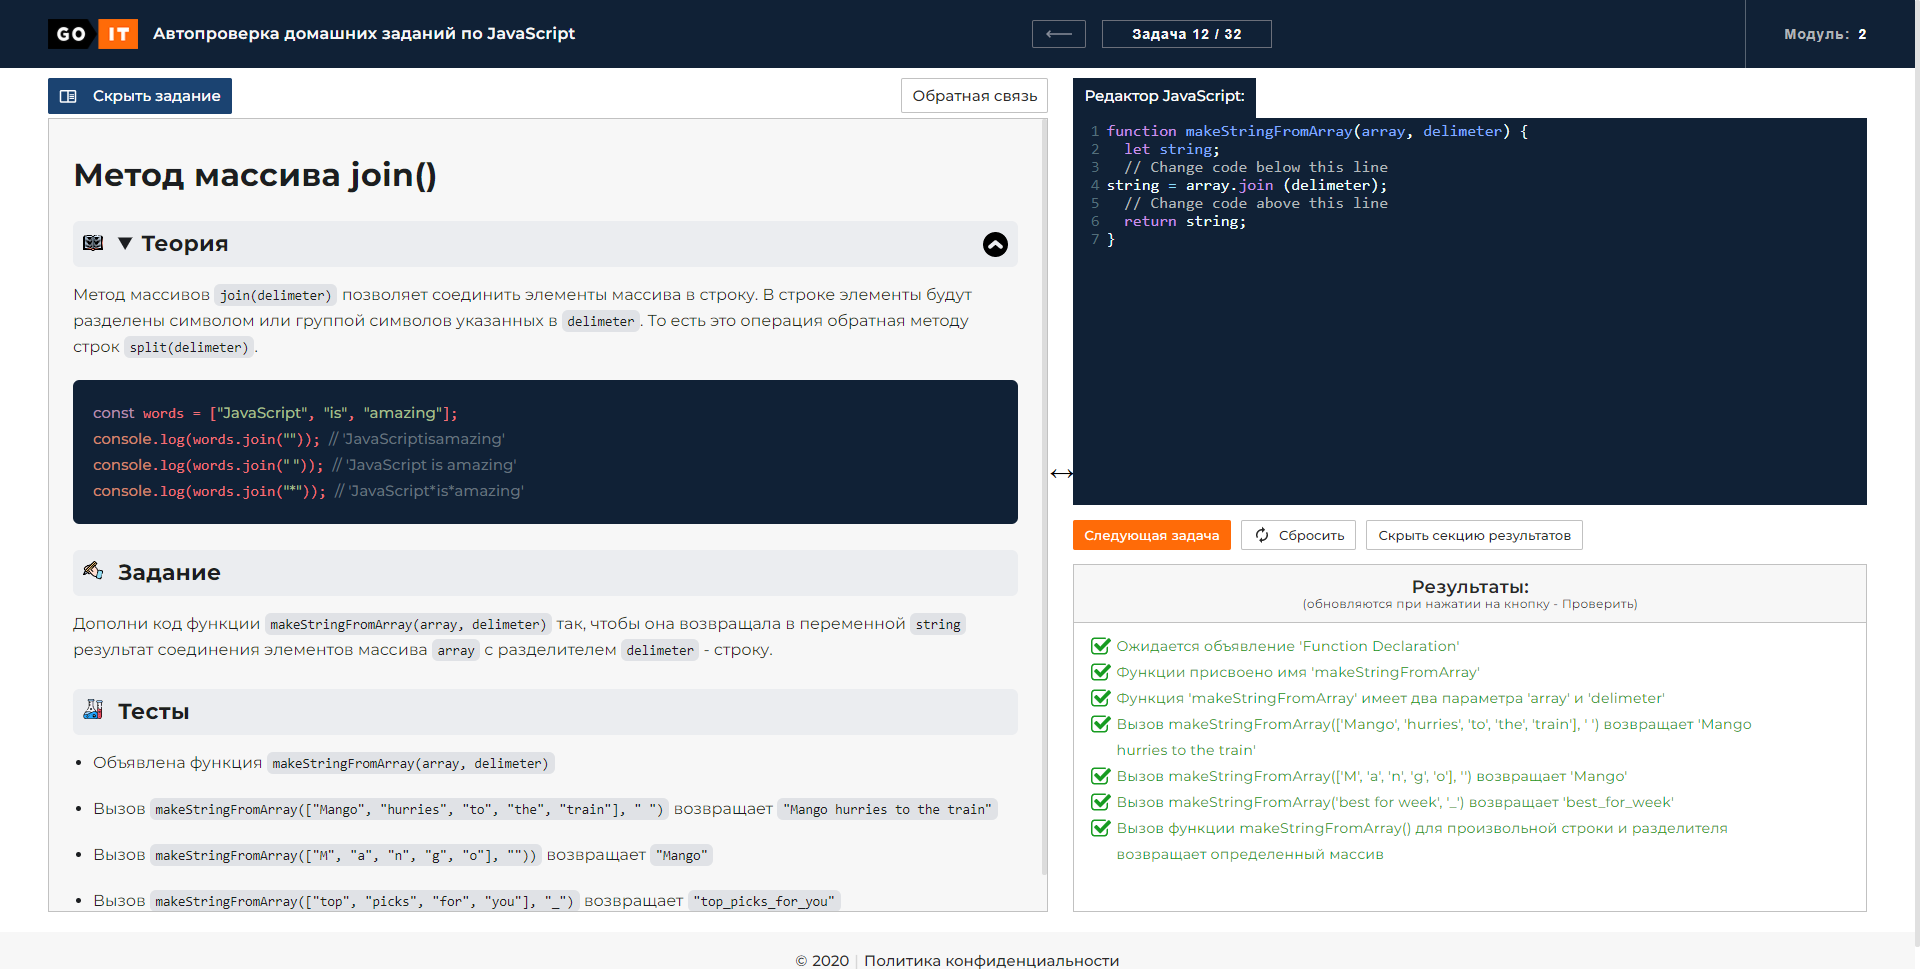 GO IT Автопроверка домашних заданий по JavaScript
Задача 12 / 32
Модуль: 2
Скрыть задание
Обратная связь
Метод массива join()
Теория
Метод массивов join(delimeter) позволяет соединить элементы массива в строку. В строке элементы будут
разделены символом или группой символов указанных в delimeter. То есть это операция обратная методу
строк split(delimeter).
const words = ["JavaScript", "is", "amazing"];
console.log(words.join("")); // 'JavaScriptisamazing'
console.log(words.join(" ")); // 'JavaScript is amazing'
console.log(words.join("*")); // 'JavaScript*is*amazing'
Задание
Дополни код функции makeStringFromArray(array, delimeter) так, чтобы она возвращала в переменной string
результат соединения элементов массива array с разделителем delimeter - строку.
Тесты
• Объявлена функция makeStringFromArray(array, delimeter)
• Вызов makeStringFromArray(["Mango", "hurries", "to", "the", "train"], " ") возвращает "Mango hurries to the train"
• Вызов makeStringFromArray(["M", "a", "n", "g", "o"], "")) возвращает "Mango"
• Вызов makeStringFromArray(["top", "picks", "for", "you"], "_") возвращает "top_picks_for_you"
Редактор JavaScript:
1 function makeStringFromArray(array, delimeter) {
2 let string;
3 // Change code below this line
4 string = array.join (delimeter);
5 // Change code above this line
6 return string;
7 }
Следующая задача
Сбросить
Скрыть секцию результатов
Результаты:
(обновляются при нажатии на кнопку - Проверить)
Ожидается объявление 'Function Declaration'
Функции присвоено имя 'makeStringFromArray'
Функция 'makeStringFromArray' имеет два параметра 'array' и 'delimeter'
Вызов makeStringFromArray(['Mango', 'hurries', 'to', 'the', 'train'], ' ') возвращает 'Mango
hurries to the train'
Вызов makeStringFromArray(['M', 'a', 'n', 'g', 'o'], '') возвращает 'Mango'
Вызов makeStringFromArray('best for week', '_') возвращает 'best_for_week'
Вызов функции makeStringFromArray() для произвольной строки и разделителя
возвращает определенный массив
© 2020 | Политика конфиденциальности